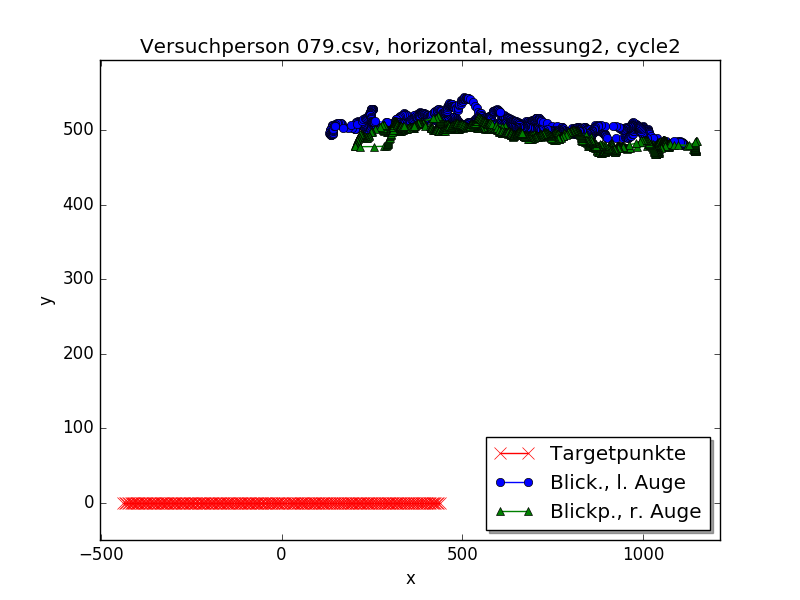 Versuchperson 079.csv, horizontal, messung2, cycle2
y
500
400
300
200
100
0
−500
0
500
1000
x
Targetpunkte
Blick., l. Auge
Blickp., r. Auge